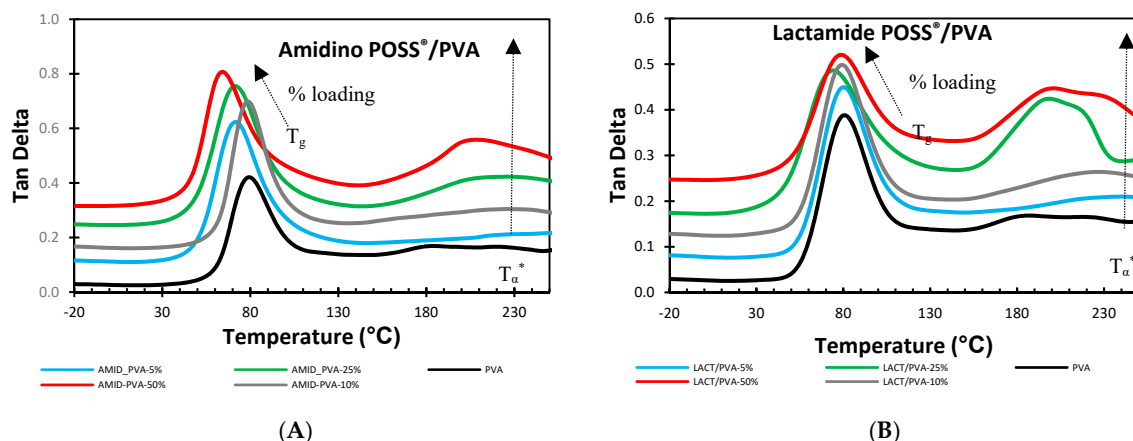 Amidino POSS®/PVA
% loading
Tg
Tα*
Tan Delta
1.0
0.8
0.6
0.4
0.2
0.0
-20 30 80 130 180 230
Temperature (°C)
AMID_PVA-5% AMID_PVA-25% PVA
AMID-PVA-50% AMID-PVA-10%
(A)
Lactamide POSS®/PVA
% loading
Tg
Tα*
Tan Delta
0.6
0.5
0.4
0.3
0.2
0.1
0.0
-20 30 80 130 180 230
Temperature (°C)
LACT/PVA-5% LACT/PVA-25% PVA
LACT/PVA-50% LACT/PVA-10%
(B)